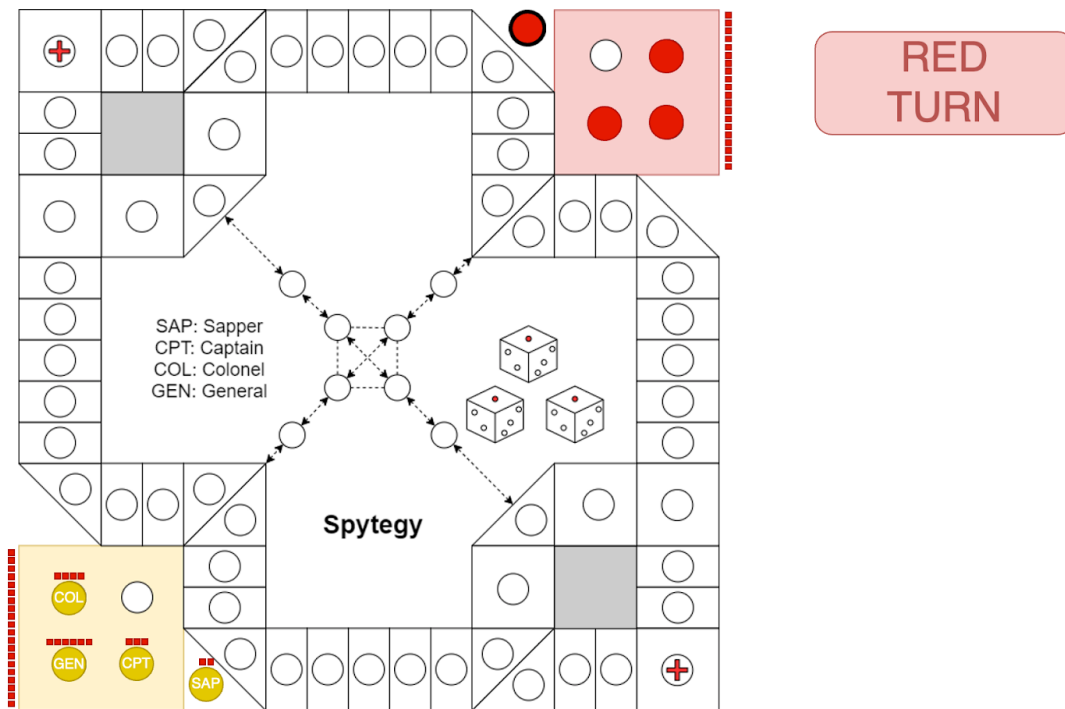 RED
TURN
SAP: Sapper
CPT: Captain
COL: Colonel
GEN: General
Spytegy
COL
GEN
CPT
SAP